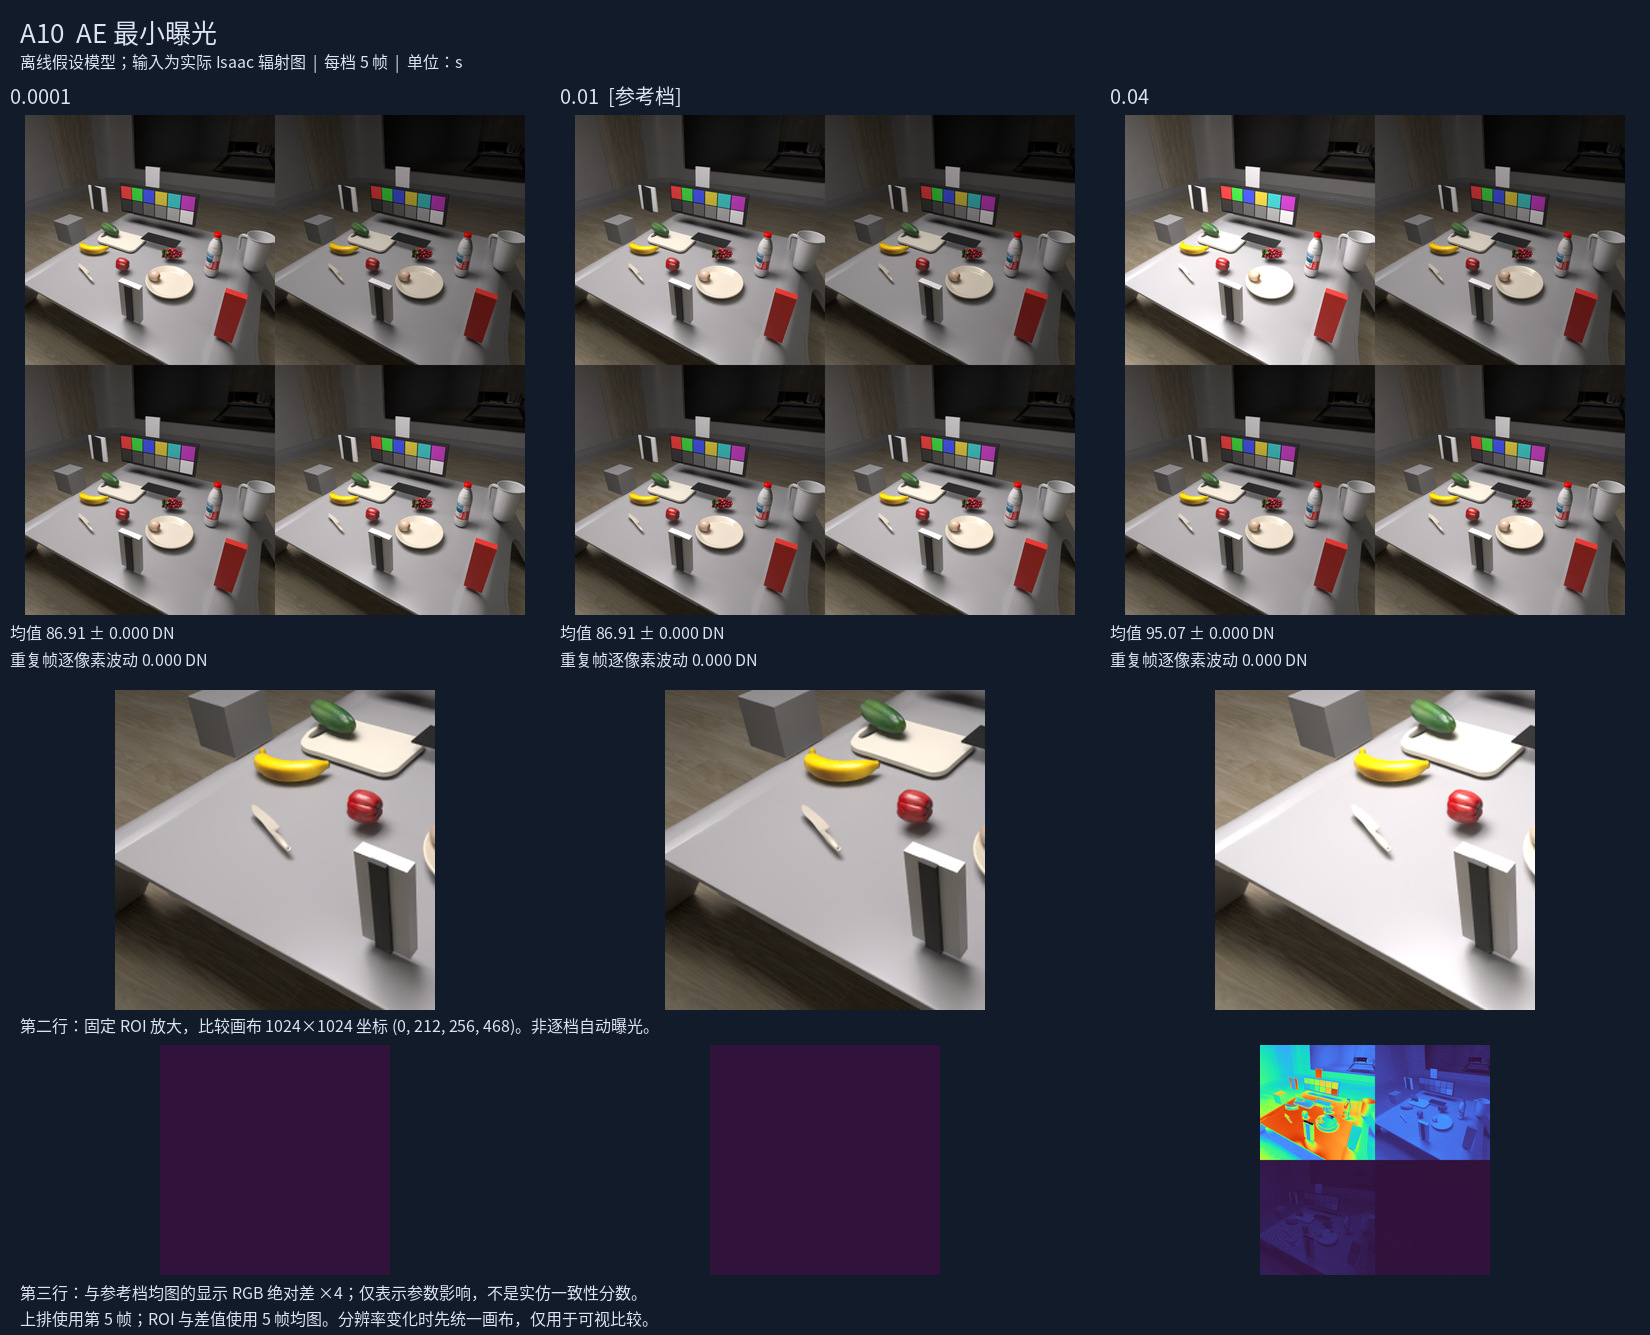 A10 AE 最小曝光
离线假设模型；输入为实际 Isaac 辐射图 | 每档 5 帧 | 单位：s
0.0001
0.01 [参考档]
0.04
均值 86.91 ± 0.000 DN
重复帧逐像素波动 0.000 DN
均值 86.91 ± 0.000 DN
重复帧逐像素波动 0.000 DN
均值 95.07 ± 0.000 DN
重复帧逐像素波动 0.000 DN
第二行：固定 ROI 放大，比较画布 1024×1024 坐标 (0, 212, 256, 468)。非逐档自动曝光。
第三行：与参考档均图的显示 RGB 绝对差 ×4；仅表示参数影响，不是实仿一致性分数。
上排使用第 5 帧；ROI 与差值使用 5 帧均图。分辨率变化时先统一画布，仅用于可视比较。